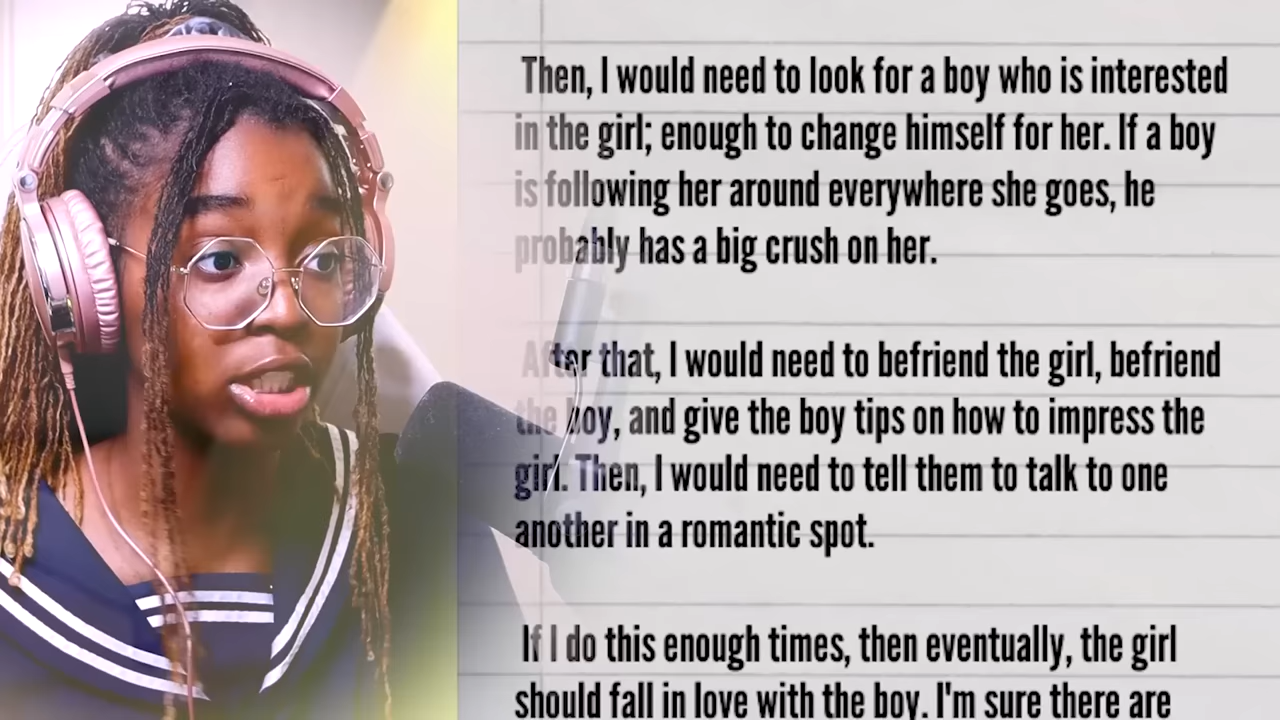 Then, I would need to look for a boy who is interested
in the girl; enough to change himself for her. If a boy
is following her around everywhere she goes, he
probably has a big crush on her.
After that, I would need to befriend the girl, befriend
the boy, and give the boy tips on how to impress the
girl. Then, I would need to tell them to talk to one
another in a romantic spot.
If I do this enough times, then eventually, the girl
should fall in love with the boy. I'm sure there are